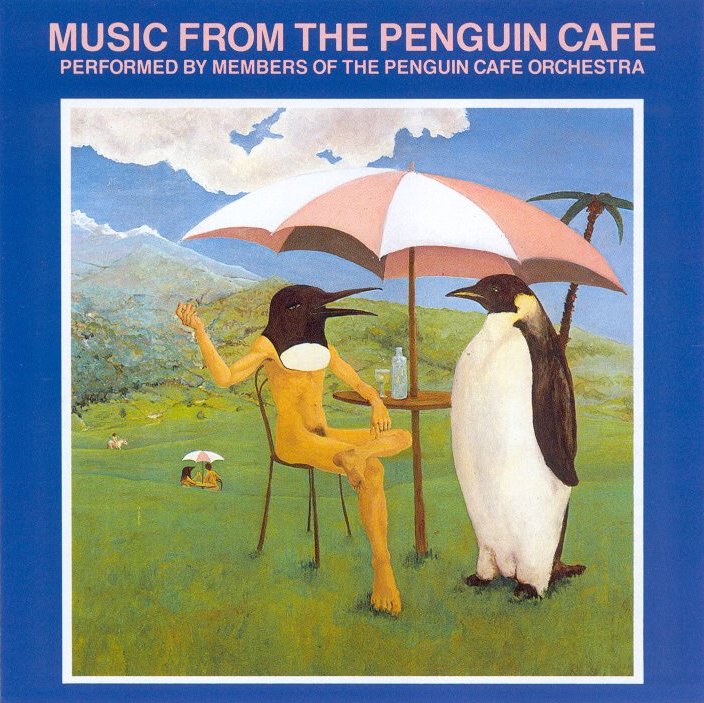 MUSIC FROM THE PENGUIN CAFE
PERFORMED BY MEMBERS OF THE PENGUIN CAFE ORCHESTRA